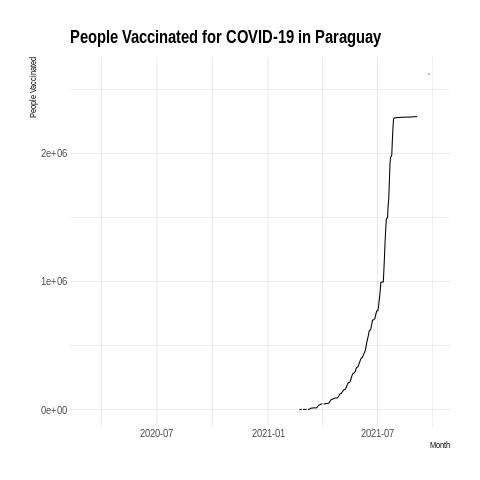 People Vaccinated for COVID-19 in Paraguay
People Vaccinated
2e+06
1e+06
0e+00
2020-07
2021-01
2021-07
Month